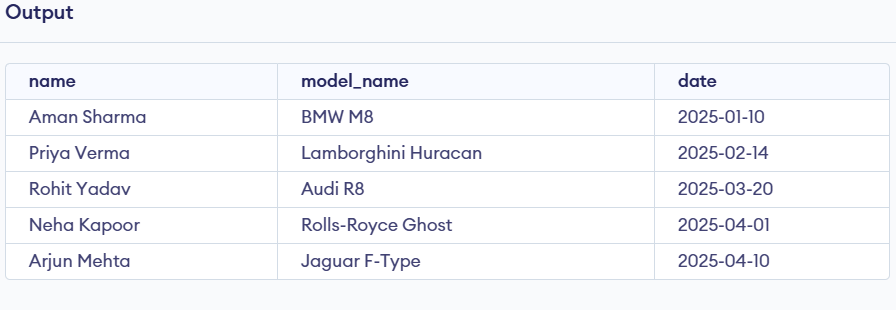 Output
name model_name date
Aman Sharma BMW M8 2025-01-10
Priya Verma Lamborghini Huracan 2025-02-14
Rohit Yadav Audi R8 2025-03-20
Neha Kapoor Rolls-Royce Ghost 2025-04-01
Arjun Mehta Jaguar F-Type 2025-04-10